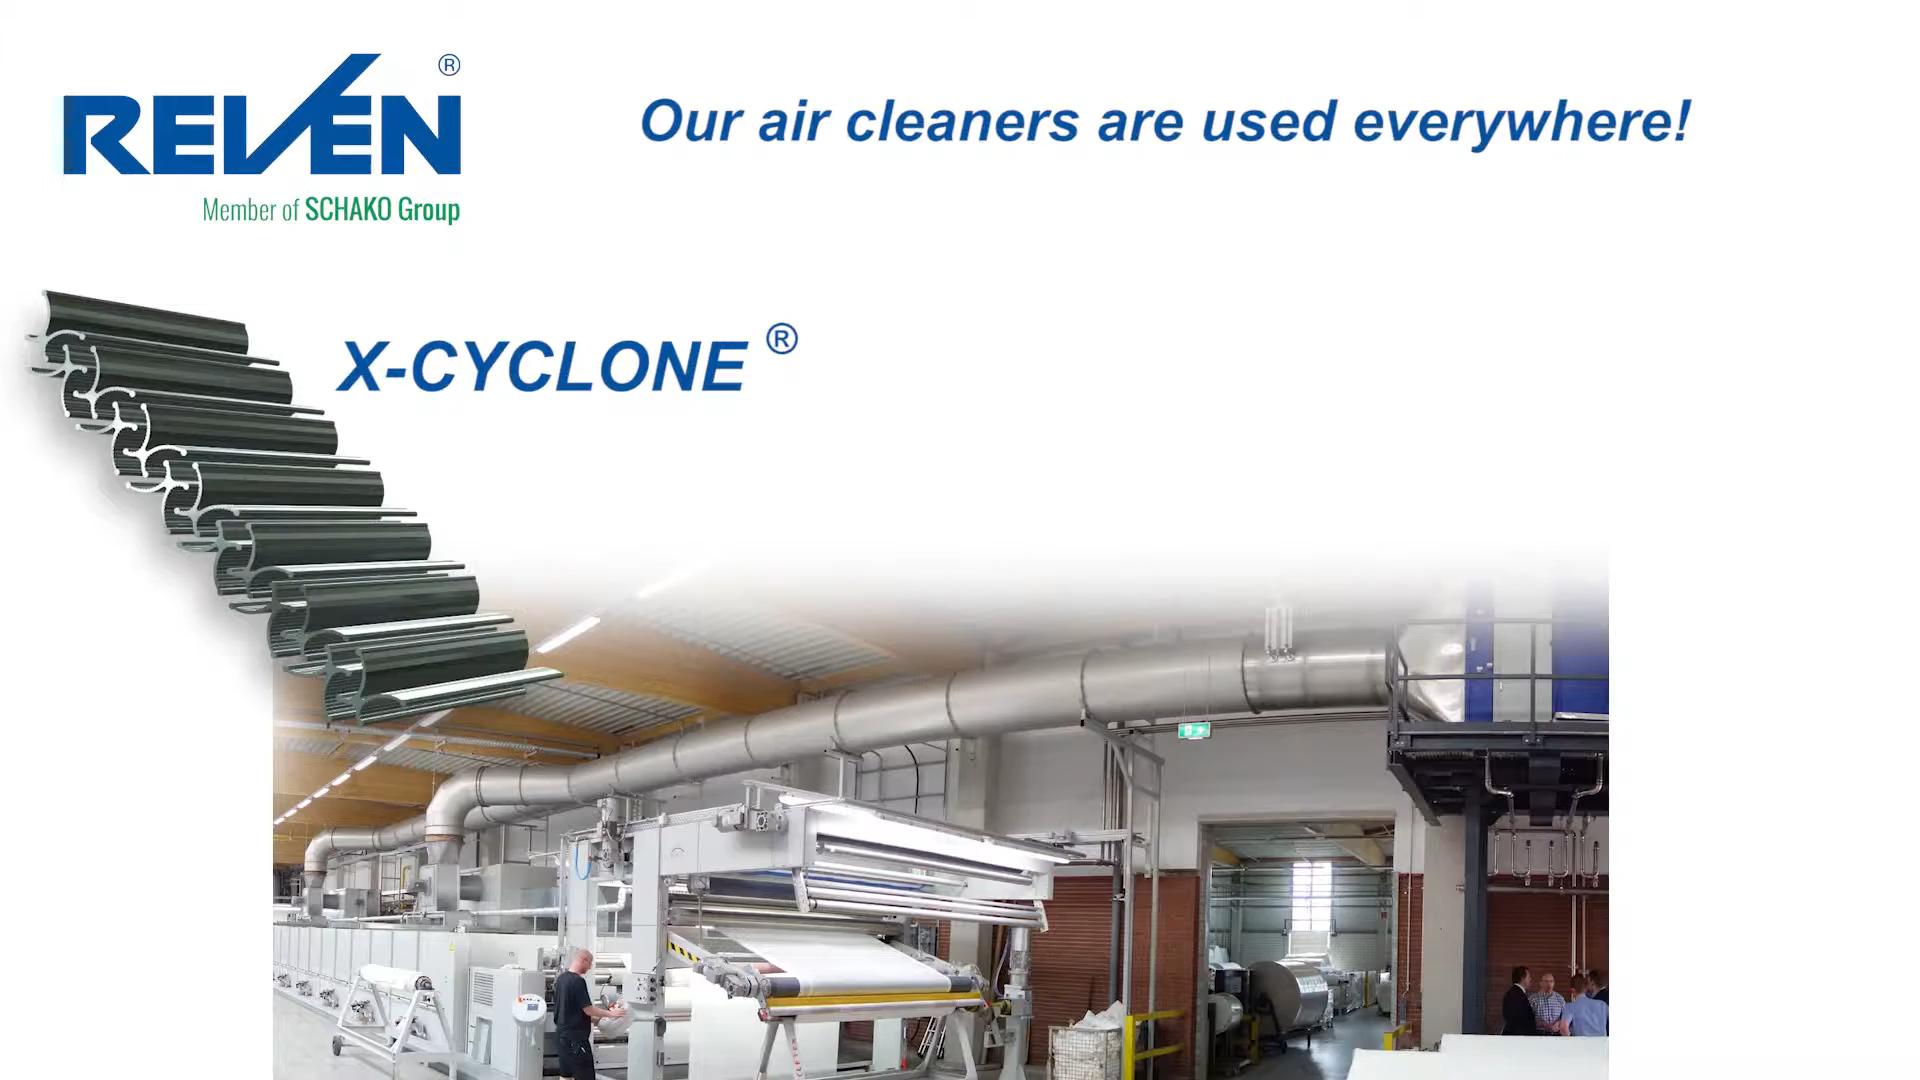 REVEN®
Member of SCHAKO Group
Our air cleaners are used everywhere!
X-CYCLONE ®